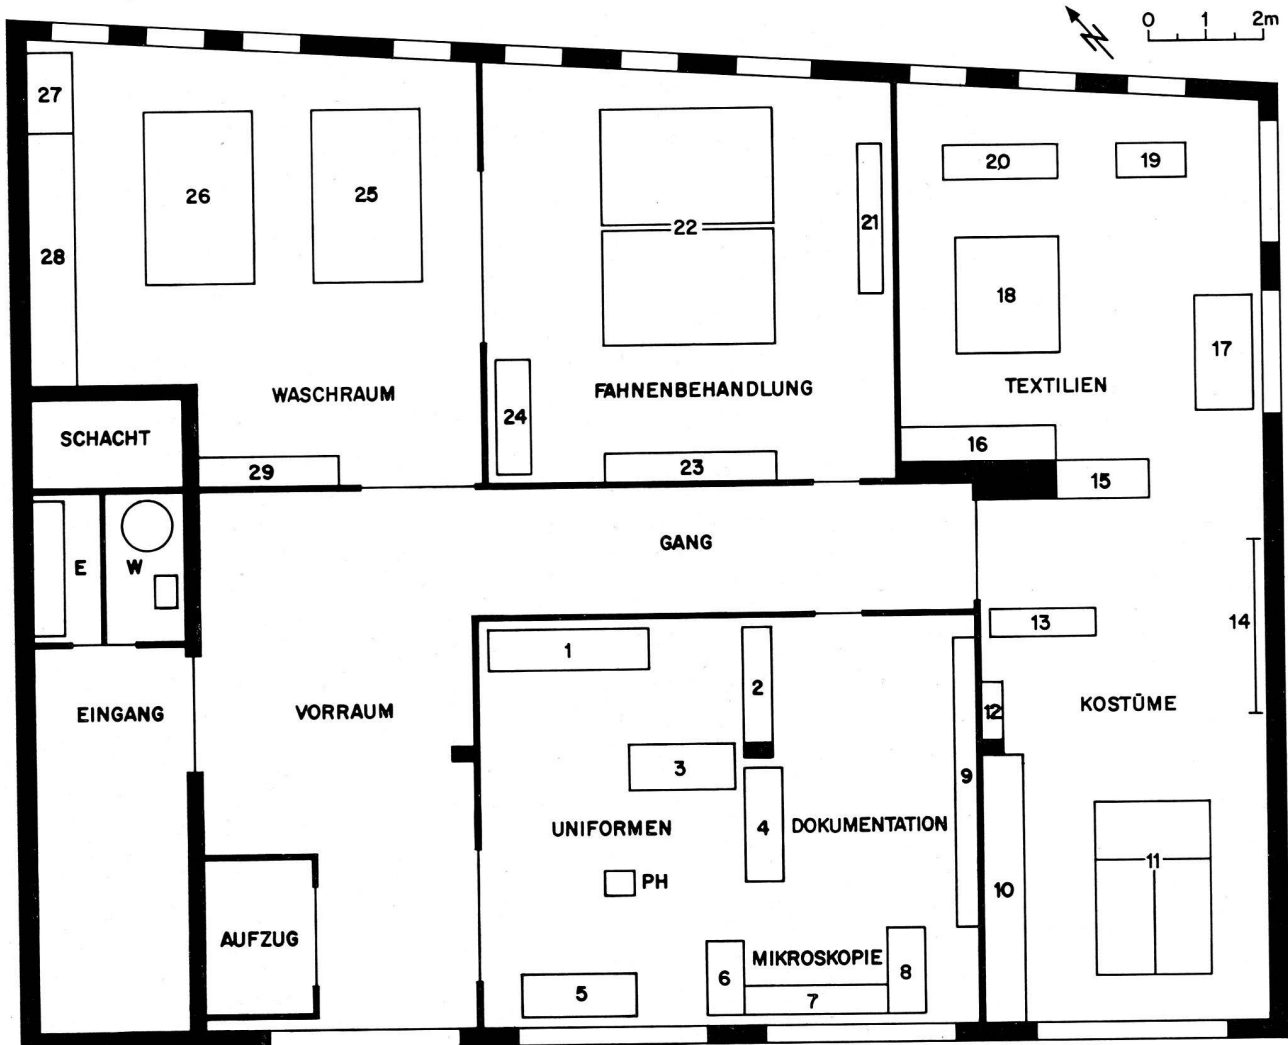 0 1 2m
N
27
26
25
22
21
20
19
18
17
28
WASCHRAUM
FAHNENBEHANDLUNG
TEXTILIEN
24
SCHACHT
16
29
23
15
E
W
GANG
13
14
1
2
12
EINGANG
VORRAUM
KOSTÜME
3
9
UNIFORMEN
4
DOKUMENTATION
11
PH
10
AUFZUG
MIKROSKOPIE
5
6
7
8